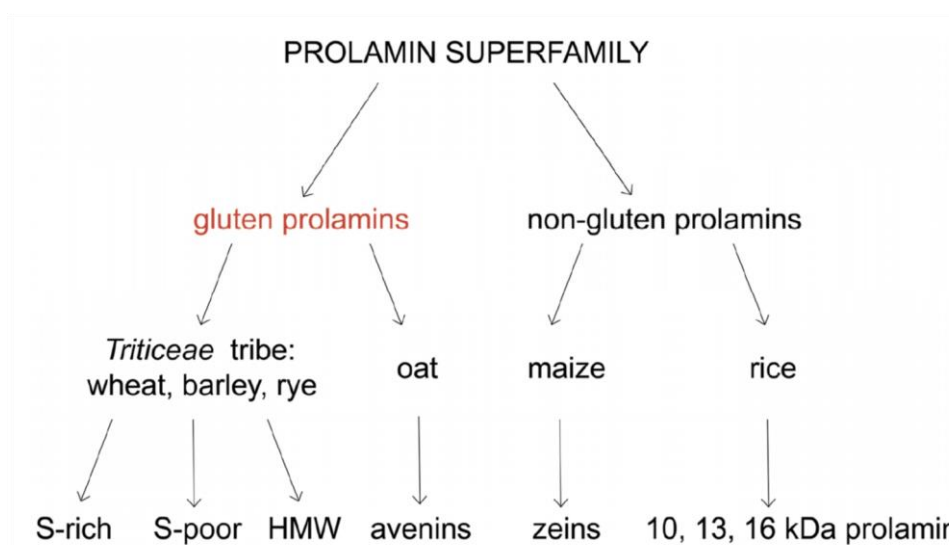 PROLAMIN SUPERFAMILY
gluten prolamins
non-gluten prolamins
Triticeae tribe:
wheat, barley, rye
oat
maize
rice
S-rich
S-poor
HMW
avenins
zeins
10, 13, 16 kDa prolamin